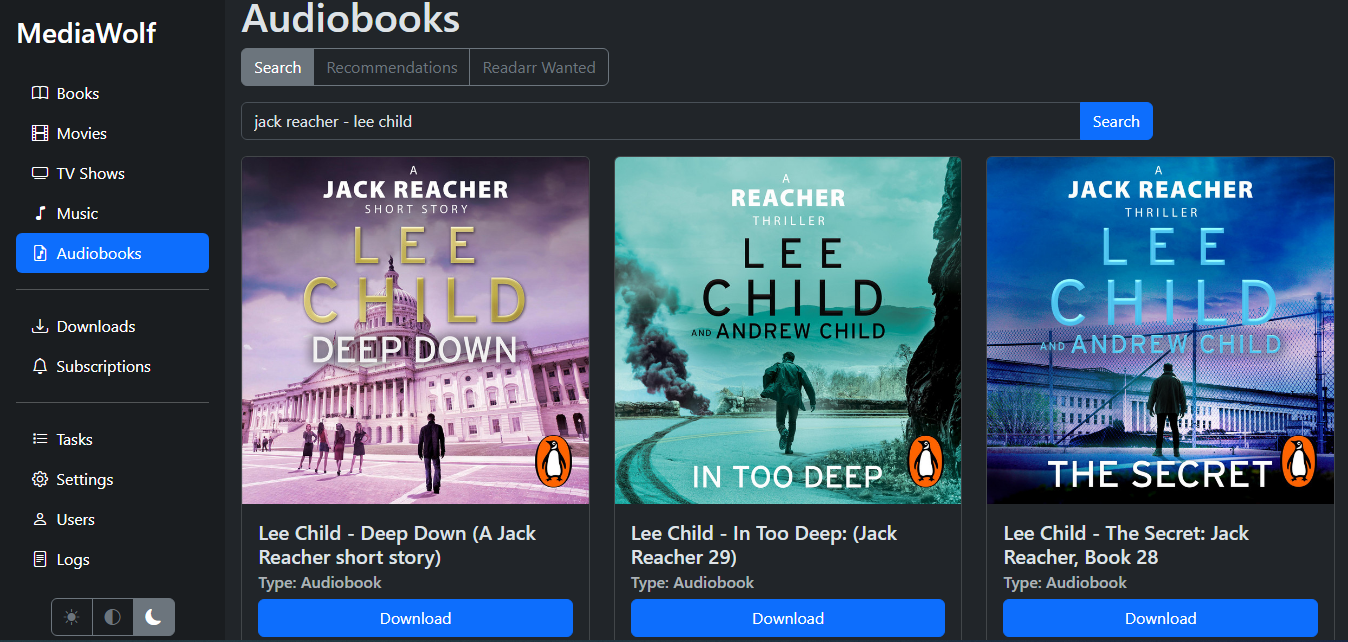 MediaWolf
Books
Movies
TV Shows
Music
Audiobooks
Downloads
Subscriptions
Tasks
Settings
Users
Logs
Audiobooks
Search
Recommendations
Readarr Wanted
jack reacher - lee child
Search
A
JACK REACHER
SHORT STORY
LEE
CHILD
DEEP DOWN
Lee Child - Deep Down (A Jack
Reacher short story)
Type: Audiobook
Download
A
REACHER
THRILLER
LEE
CHILD
AND ANDREW CHILD
IN TOO DEEP
Lee Child - In Too Deep: (Jack
Reacher 29)
Type: Audiobook
Download
A
JACK REACHER
THRILLER
LEE
CHILD
AND ANDREW CHILD
THE SECRET
Lee Child - The Secret: Jack
Reacher, Book 28
Type: Audiobook
Download